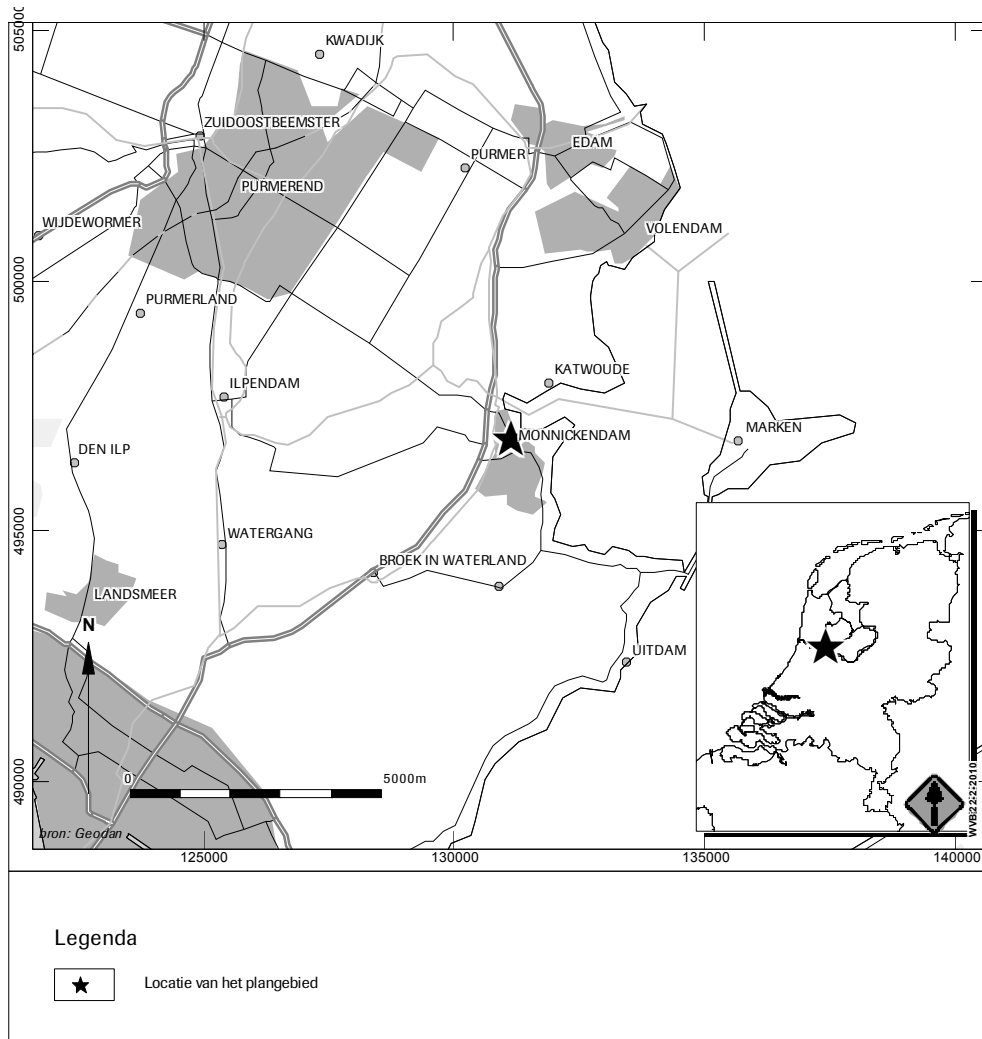 505000
KWADIJK
ZUIDOOSTBEEMSTER
EDAM
PURMER
PURMEREND
WIJDEWORMER
VOLENDAM
500000
PURMERLAND
KATWOUDE
ILPENDAM
MONNICKENDAM
MARKEN
DEN ILP
495000
WATERGANG
BROEK IN WATERLAND
LANDSMEER
N
UITDAM
490000
0
5000m
bron: Geodan
WVB:22-2-2010
125000
130000
135000
140000
Legenda
Locatie van het plangebied